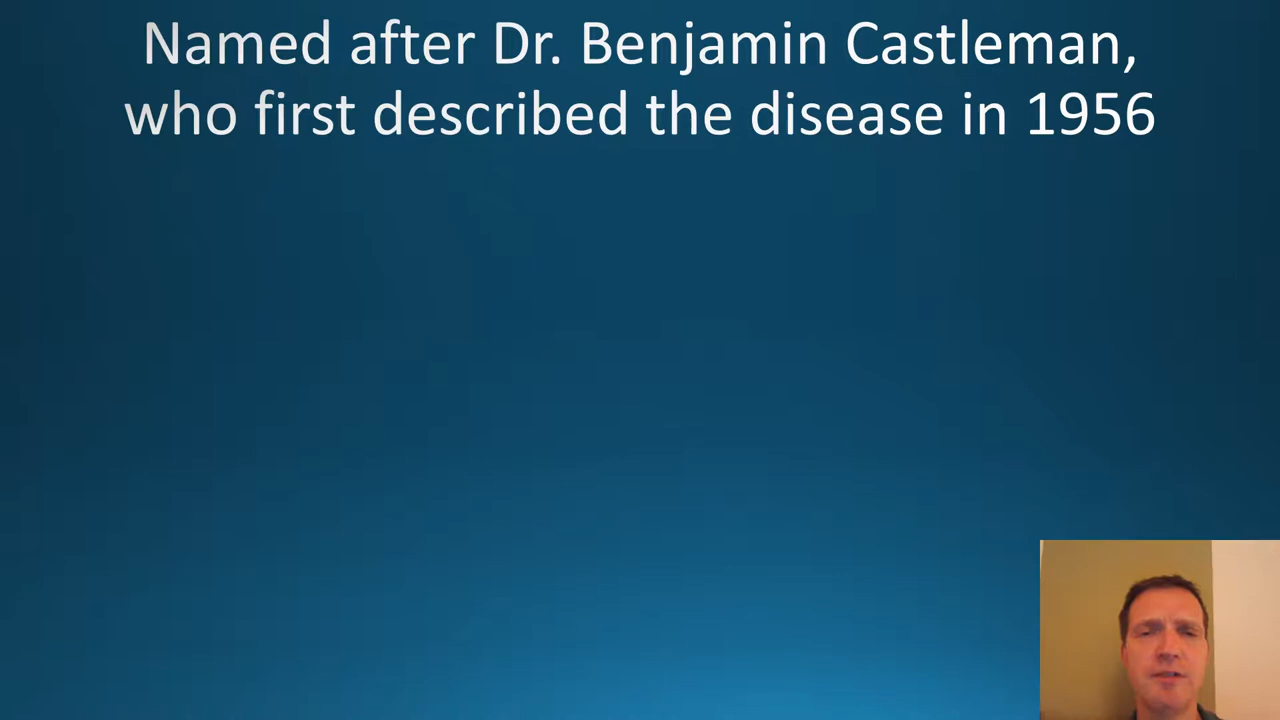 Named after Dr. Benjamin Castleman,
who first described the disease in 1956